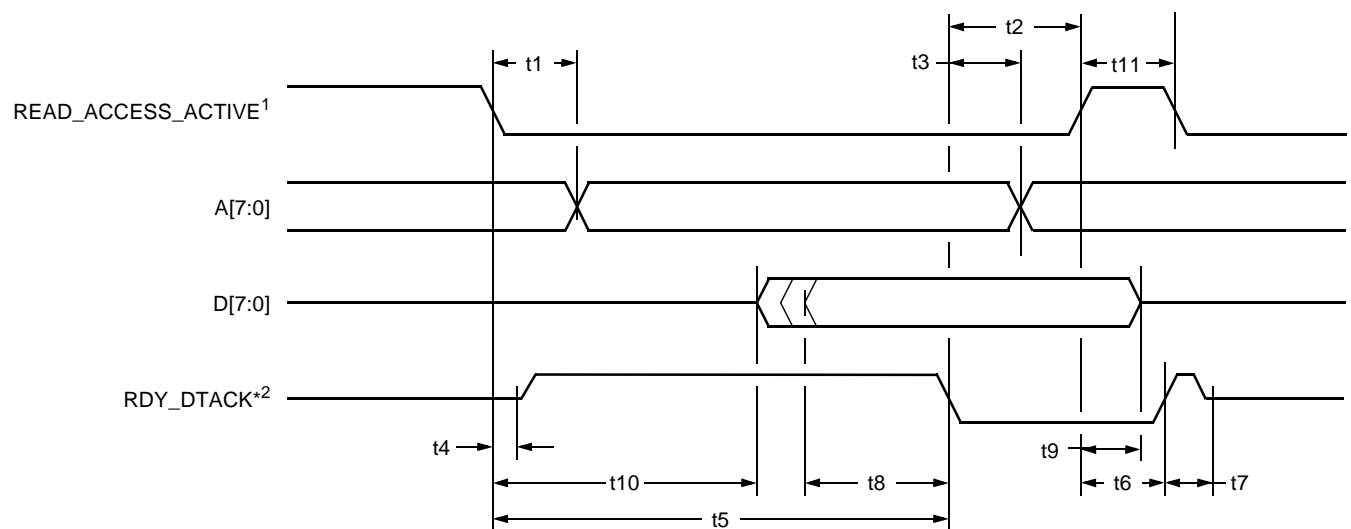 t2
t1
t3
t11
READ_ACCESS_ACTIVE¹
A[7:0]
D[7:0]
RDY_DTACK*²
t4
t9
t10
t8
t6
t7
t5